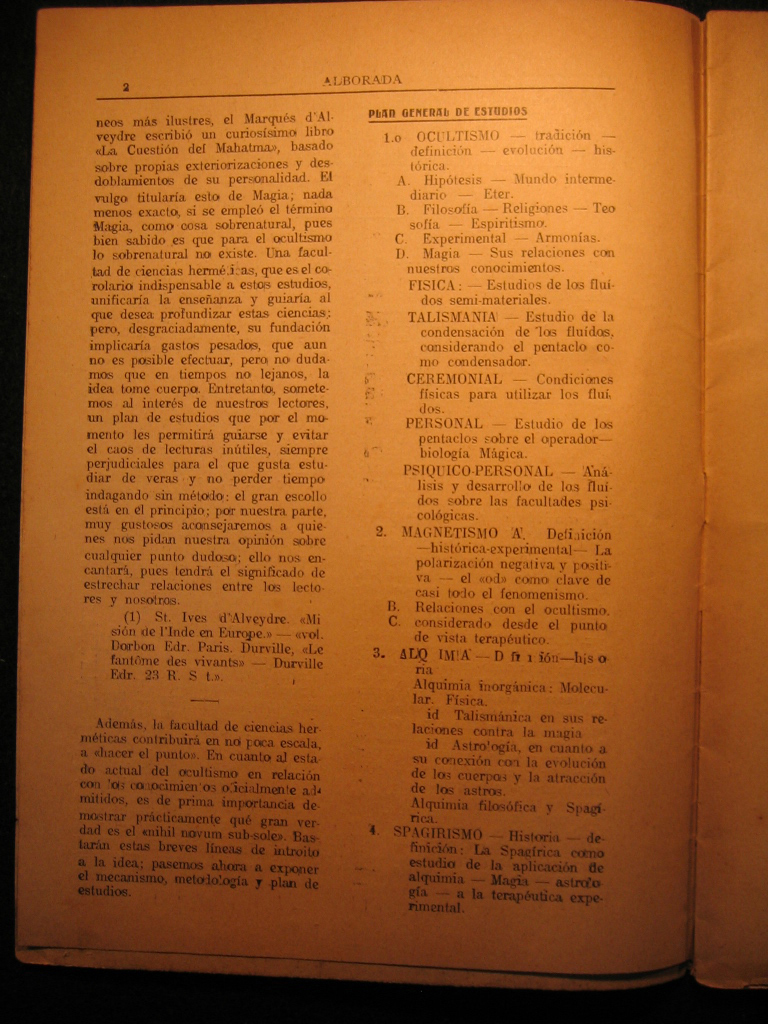 2
ALBORADA
neos más ilustres, el Marqués d'Al-
veydre escribió un curiosísimo libro
«La Cuestión del Mahatma», basado
sobre propias exteriorizaciones y des-
doblamientos de su personalidad. El
vulgo titularía esto de Magia; nada
menos exacto, si se empleó el término
Magia, como cosa sobrenatural, pues
bien sabido es que para el ocultismo
lo sobrenatural no existe. Una facul-
tad de ciencias hermé.i:as, que es el co-
rolario indispensable a estos estudios,
unificaría la enseñanza y guiaría al
que desea profundizar estas ciencias;
pero, desgraciadamente, su fundación
implicaría gastos pesados, que aun
no es posible efectuar, pero no duda-
mos que en tiempos no lejanos, la
idea tome cuerpo. Entretanto, somete-
mos al interés de nuestros lectores,
un plan de estudios que por el mo-
mento les permitirá guiarse y evitar
el caos de lecturas inútiles, siempre
perjudiciales para el que gusta estu-
diar de veras y no perder tiempo
indagando sin método: el gran escollo
está en el principio; por nuestra parte,
muy gustosos aconsejaremos a quie-
nes nos pidan nuestra opinión sobre
cualquier punto dudoso; ello nos en-
cantará, pues tendrá el significado de
estrechar relaciones entre los lecto-
res y nosotros.
(1) St. Ives d'Alveydre. «Mi
sión de l'Inde en Europe.» — «vol.
Dorbon Edr. Paris. Durville, «Le
fantôme des vivants» — Durville
Edr. 23 R. S t.».
Además, la facultad de ciencias her-
méticas contribuirá en no poca escala,
a «hacer el punto». En cuanto al esta-
do actual del ocultismo en relación
con 'os co ocimien os oficialmente ad-
mitidos, es de prima importancia de-
mostrar prácticamente qué gran ver-
dad es el «nihil novum sub-sole». Bas-
tarán estas breves líneas de introito
a la idea; pasemos ahora a exponer
el mecanismo, metodo!ogía y plan de
estudios.
PLAN GENERAL DE ESTUDIOS
1.o OCULTISMO — tradición —
definición — evolución — his-
tórica.
A. Hipótesis — Mundo interme-
diario — Eter.
B. Filosofía — Religiones — Teo
sofía — Espiritismo.
C. Experimental — Armonías.
D. Magia — Sus relaciones con
nuestros conocimientos.
FISICA: — Estudios de los fluí-
dos semi-materiales.
TALISMANIA — Estudio de la
condensación de los fluídos,
considerando el pentaclo co-
mo condensador.
CEREMONIAL — Condiciones
físicas para utilizar los fluí-
dos.
PERSONAL — Estudio de los
pentaclos sobre el operador—
biología Mágica.
PSIQUICO-PERSONAL — Aná-
lisis y desarrollo de los fluí-
dos sobre las facultades psi-
cológicas.
2. MAGNETISMO A. Defi.ición
—histórica-experimental— La
polarización negativa y positi-
va — el «od» como clave de
casi todo el fenomenismo.
B. Relaciones con el ocultismo.
C. considerado desde el punto
de vista terapéutico.
3. ALQ IMIA — D fi i ión—his o
ria
Alquimia inorgánica: Molecu-
lar. Física.
id Talismánica en sus re-
laciones contra la magia
id Astro'ogía, en cuanto a
su conexión con la evolución
de los cuerpos y la atracción
de los astros.
Alquimia filosófica y Spagí-
rica.
4. SPAGIRISMO — Historia — de-
finición: La Spagírica como
estudio de la aplicación de
alquimia — Magia — astrolo-
gía — a la terapéutica expe-
rimental.